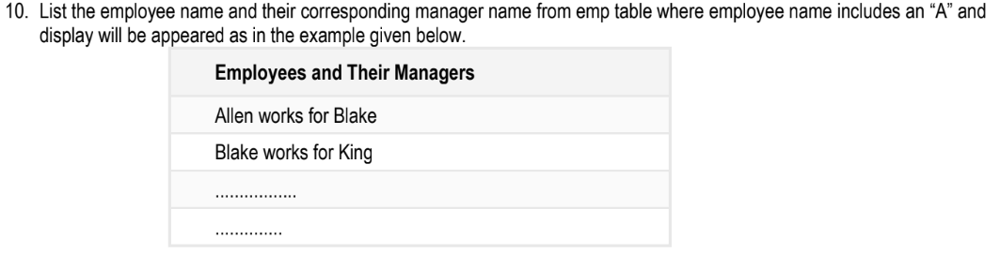 10. List the employee name and their corresponding manager name from emp table where employee name includes an “A” and
display will be appeared as in the example given below.
Employees and Their Managers
Allen works for Blake
Blake works for King
.................
..............